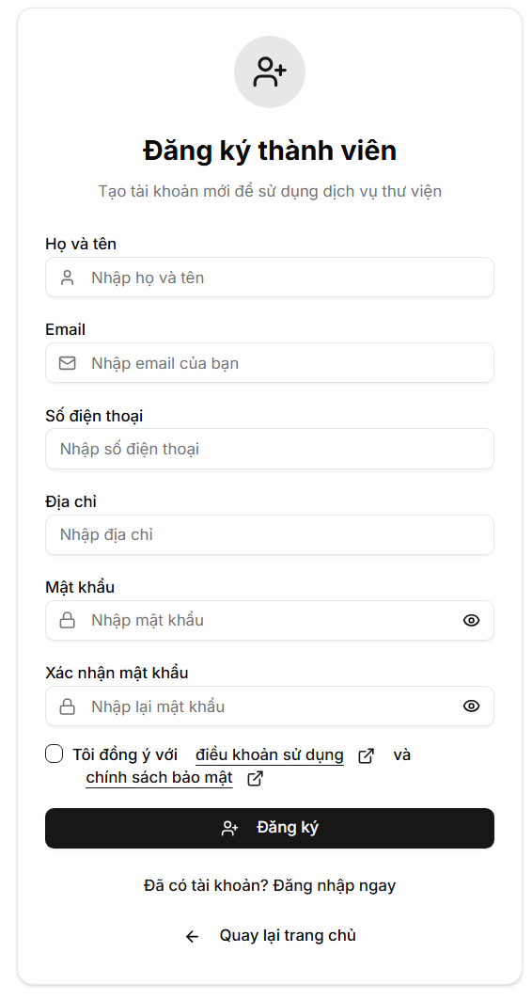 Đăng ký thành viên
Tạo tài khoản mới để sử dụng dịch vụ thư viện
Họ và tên
Nhập họ và tên
Email
Nhập email của bạn
Số điện thoại
Nhập số điện thoại
Địa chỉ
Nhập địa chỉ
Mật khẩu
Nhập mật khẩu
Xác nhận mật khẩu
Nhập lại mật khẩu
Tôi đồng ý với điều khoản sử dụng và
chính sách bảo mật
Đăng ký
Đã có tài khoản? Đăng nhập ngay
Quay lại trang chủ